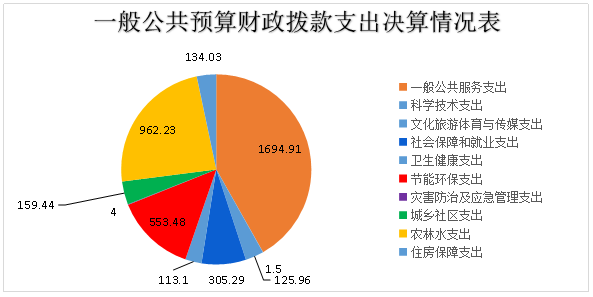 一般公共预算财政拨款支出决算情况表
134.03
962.23
1694.91
159.44
4
553.48
113.1
305.29
1.5
125.96
一般公共服务支出
科学技术支出
文化旅游体育与传媒支出
社会保障和就业支出
卫生健康支出
节能环保支出
灾害防治及应急管理支出
城乡社区支出
农林水支出
住房保障支出